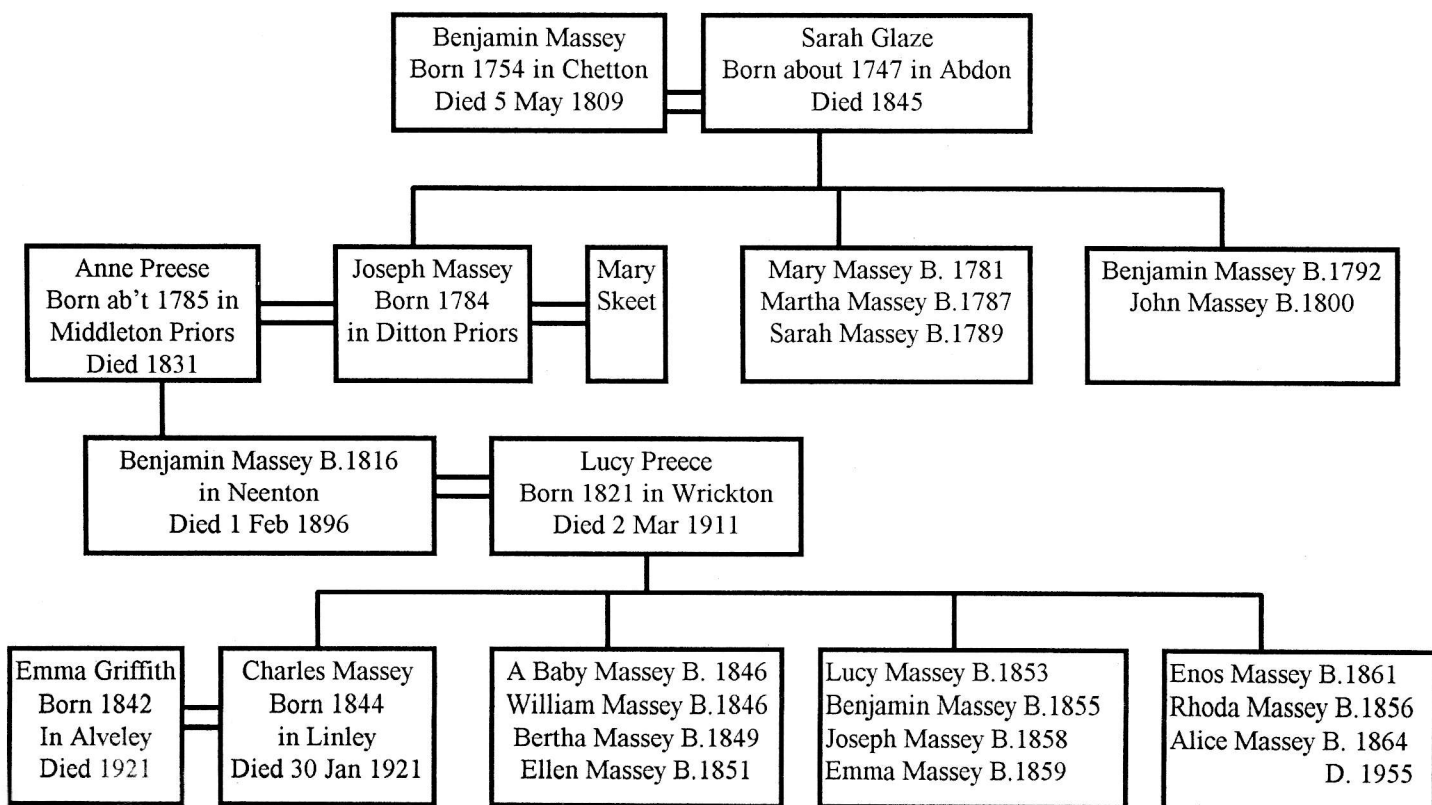 Benjamin Massey
Born 1754 in Chetton
Died 5 May 1809
Sarah Glaze
Born about 1747 in Abdon
Died 1845
Anne Preese
Born ab't 1785 in
Middleton Priors
Died 1831
Joseph Massey
Born 1784
in Ditton Priors
Mary
Skeet
Mary Massey B. 1781
Martha Massey B.1787
Sarah Massey B.1789
Benjamin Massey B.1792
John Massey B.1800
Benjamin Massey B.1816
in Neenton
Died 1 Feb 1896
Lucy Preece
Born 1821 in Wrickton
Died 2 Mar 1911
Emma Griffith
Born 1842
In Alveley
Died 1921
Charles Massey
Born 1844
in Linley
Died 30 Jan 1921
A Baby Massey B. 1846
William Massey B.1846
Bertha Massey B.1849
Ellen Massey B.1851
Lucy Massey B.1853
Benjamin Massey B.1855
Joseph Massey B.1858
Emma Massey B.1859
Enos Massey B.1861
Rhoda Massey B.1856
Alice Massey B. 1864
D. 1955